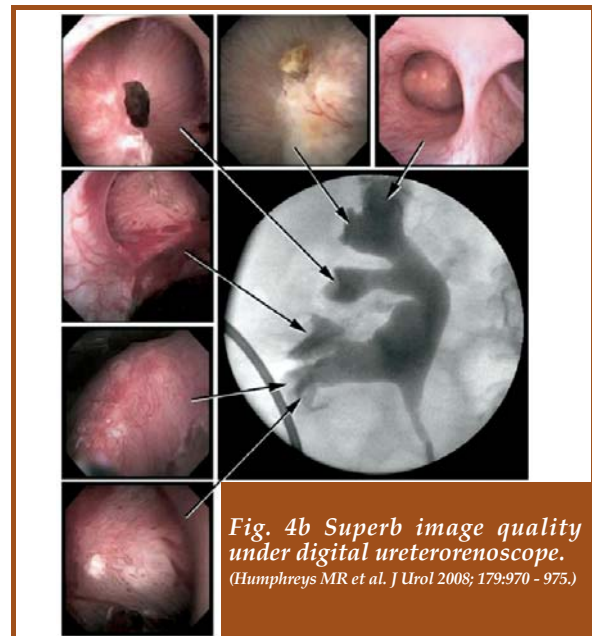 Fig. 4b Superb image quality
under digital ureterorenoscope.
(Humphreys MR et al. J Urol 2008; 179:970 - 975.)